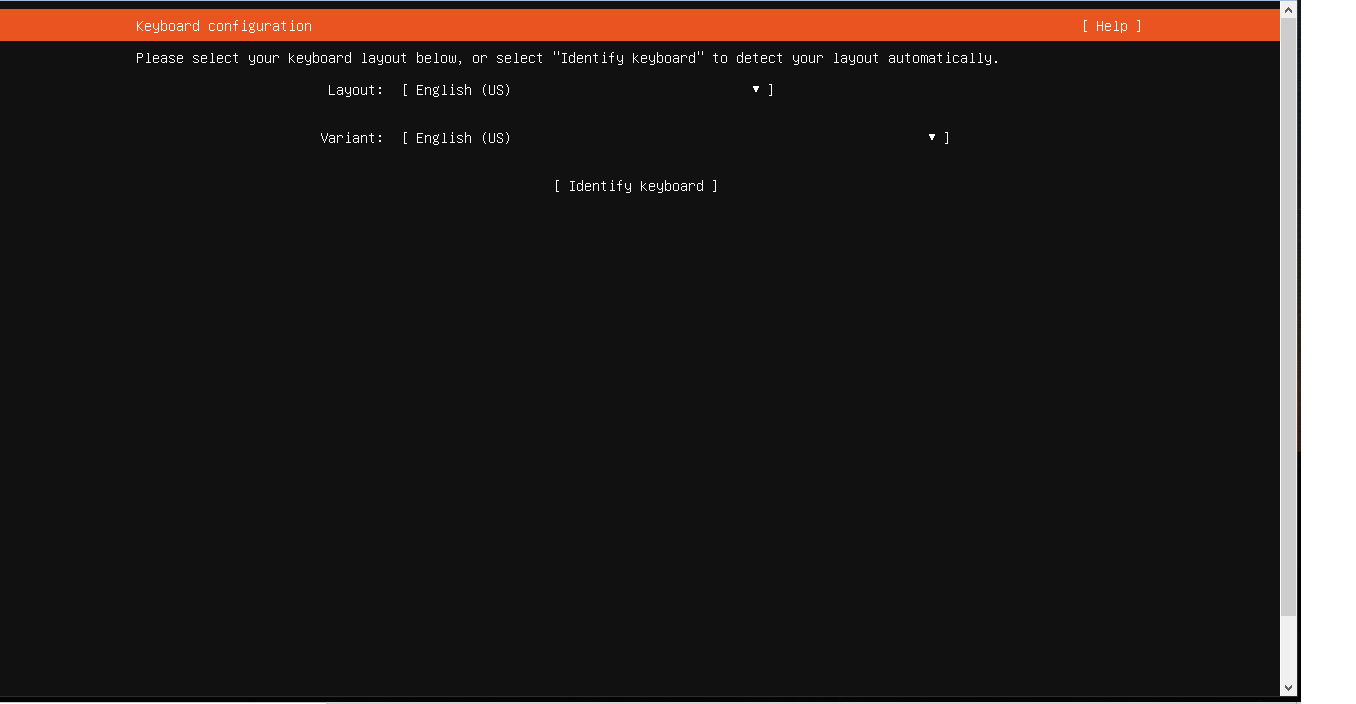 Keyboard configuration [ Help ]
Please select your keyboard layout below, or select "Identify keyboard" to detect your layout automatically.
Layout: [ English (US) ▾ ]
Variant: [ English (US) ▾ ]
[ Identify keyboard ]